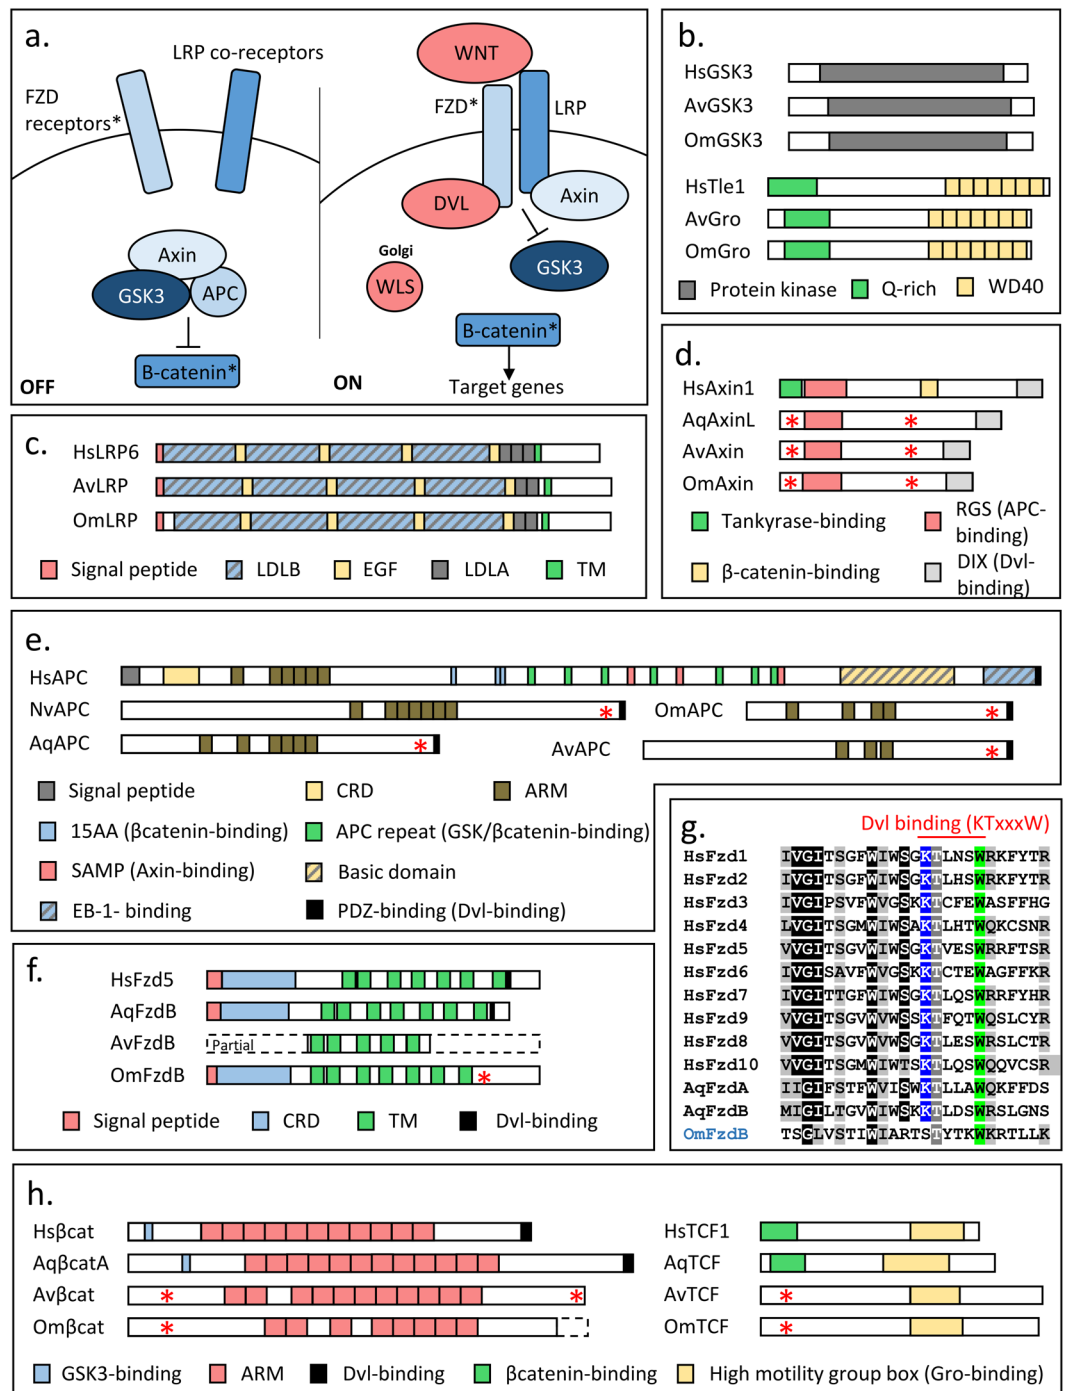 a.
LRP co-receptors
FZD
receptors*
Axin
GSK3
APC
B-catenin*
OFF
WNT
FZD*
LRP
DVL
Axin
Golgi
WLS
GSK3
B-catenin*
ON
Target genes
b.
HsGSK3
AvGSK3
OmGSK3
HsTle1
AvGro
OmGro
Protein kinase
Q-rich
WD40
c.
HsLRP6
AvLRP
OmLRP
Signal peptide
LDLB
EGF
LDLA
TM
d.
HsAxin1
AqAxinL
* *
AvAxin
* *
OmAxin
* *
Tankyrase-binding
RGS (APC-
binding)
β-catenin-binding
DIX (Dvl-
binding)
e.
HsAPC
NvAPC
*
OmAPC
*
AqAPC
*
AvAPC
*
Signal peptide
CRD
ARM
15AA (βcatenin-binding)
APC repeat (GSK/βcatenin-binding)
SAMP (Axin-binding)
Basic domain
EB-1- binding
PDZ-binding (Dvl-binding)
f.
HsFzd5
AqFzdB
AvFzdB
Partial
OmFzdB
*
Signal peptide
CRD
TM
Dvl-binding
g.
Dvl binding (KTxxxW)
HsFzd1 IVGITSGFWIWSGKTLNSWRKFYTR
HsFzd2 IVGITSGFWIWSGKTLHSWRKFYTR
HsFzd3 IVGIPSVFWVGSKKTCFEWASFFHG
HsFzd4 LVGITSGMWIWSAKTLHTWQKCSNR
HsFzd5 VVGITSGVWIWSGKTVESWRRFTSR
HsFzd6 IVGISAVFWVGSKKTCTEWAGFFKR
HsFzd7 IVGITTGFWIWSGKTLQSWRRFYHR
HsFzd9 VVGITSGVWVWSSKTFQTWQSLCYR
HsFzd8 VVGITSGVWVWSGKTLESWRSLCTR
HsFzd10 VVGITSGMWIWTSKTLQSWQQVCSR
AqFzdA IIGIFSTFWVISWKTLLAWQKFFDS
AqFzdB MIGILTGVWIWSKKTLDSWRSLGNS
OmFzdB TSGLVSTIWIARTSTYTKWKRTLLK
h.
Hsβcat
AqβcatA
Avβcat
* *
Omβcat
*
HsTCF1
AqTCF
AvTCF
*
OmTCF
*
GSK3-binding
ARM
Dvl-binding
βcatenin-binding
High motility group box (Gro-binding)